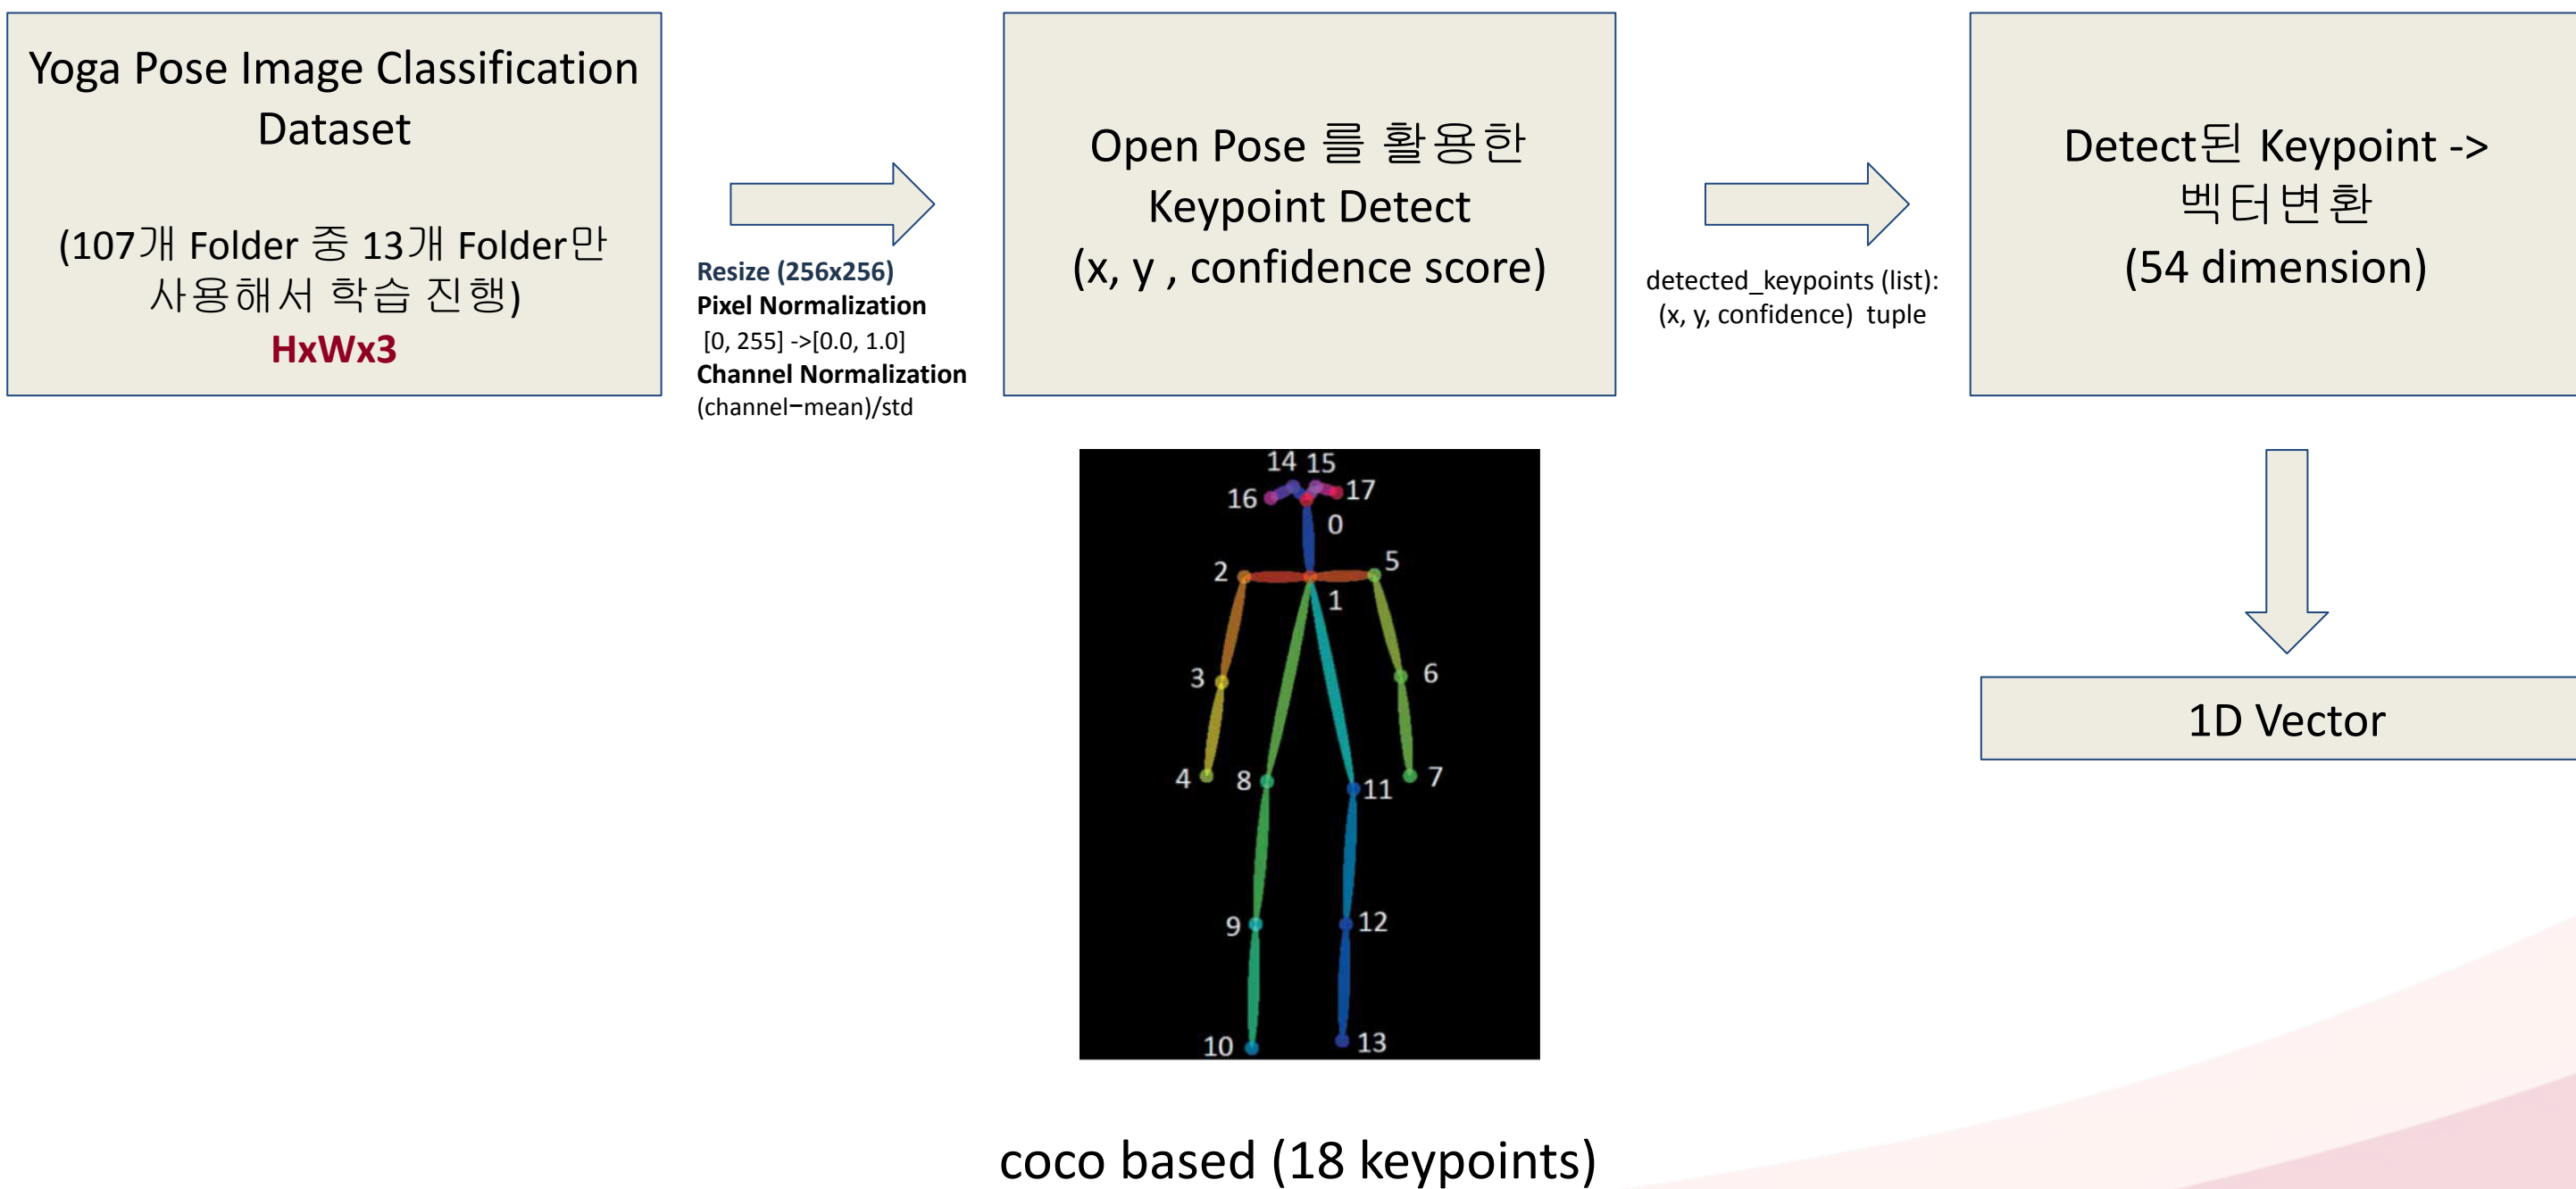 Yoga Pose Image Classification
Dataset
(107개 Folder 중 13개 Folder만
사용해서 학습 진행)
HxWx3
Resize (256x256)
Pixel Normalization
[0, 255] ->[0.0, 1.0]
Channel Normalization
(channel−mean)/std
Open Pose 를 활용한
Keypoint Detect
(x, y , confidence score)
detected_keypoints (list):
(x, y, confidence) tuple
Detect된 Keypoint ->
벡터변환
(54 dimension)
1D Vector
14 15
16 17
0
2 5
1
3 6
4 8 11 7
9 12
10 13
coco based (18 keypoints)